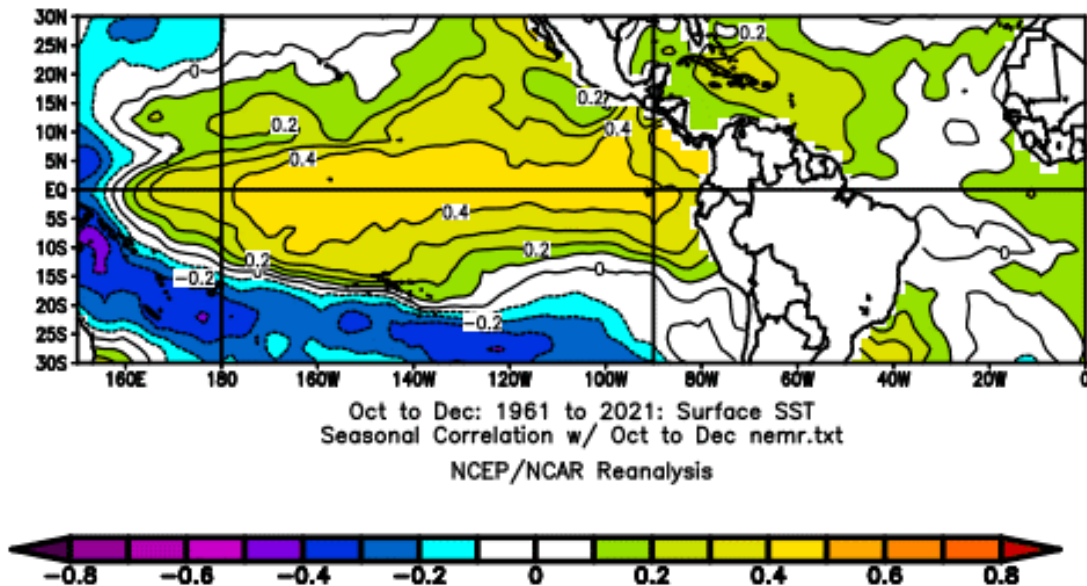 30N
25N
0.2
20N
0
15N
0.2
10N
0.2
0.4
5N
0.4
EQ
5S
0.4
10S
0.2
15S
-0.2
0.2
0
0
0
20S
-0.2
25S
30S
160E 180 160W 140W 120W 100W 80W 60W 40W 20W 0
Oct to Dec: 1961 to 2021: Surface SST
Seasonal Correlation w/ Oct to Dec nemr.txt
NCEP/NCAR Reanalysis
-0.8 -0.6 -0.4 -0.2 0 0.2 0.4 0.6 0.8